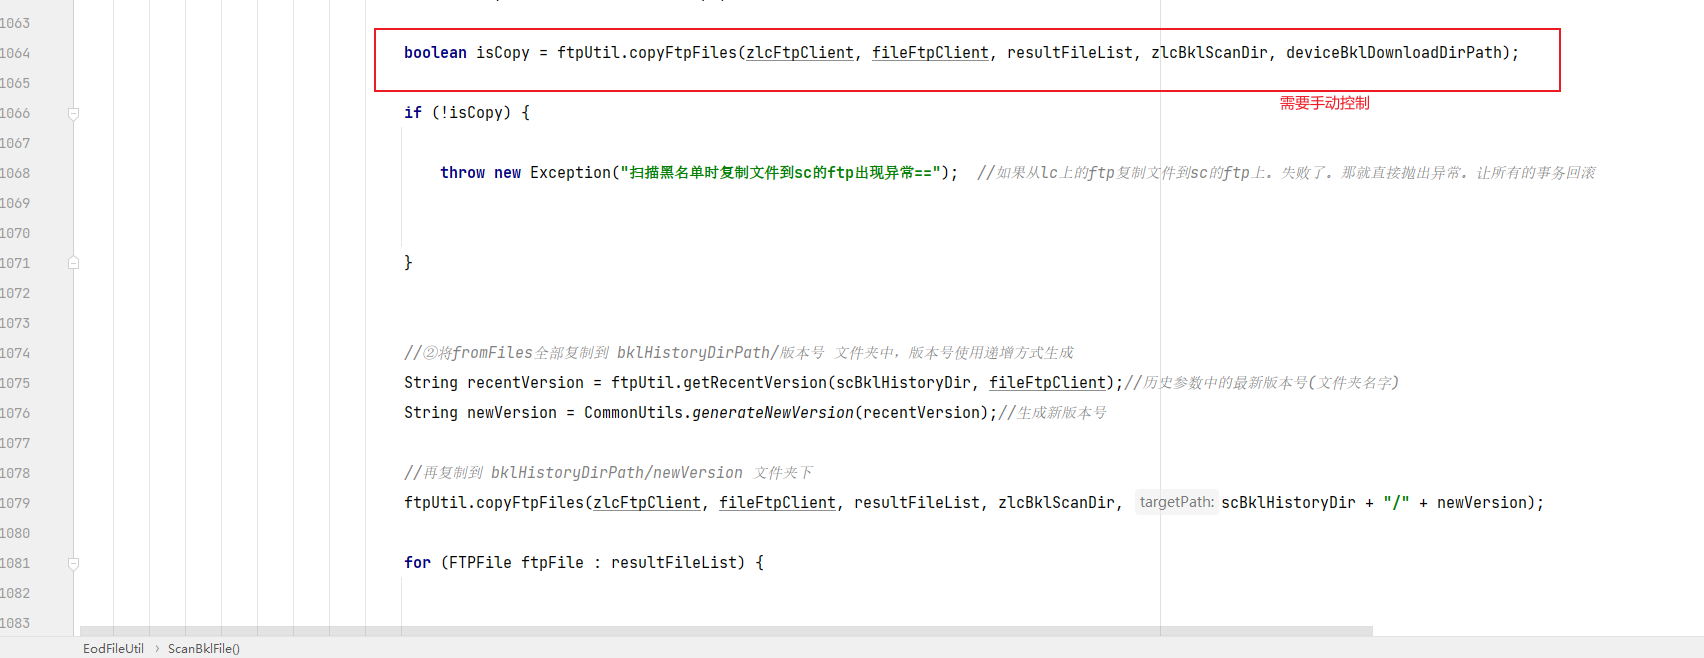 1063
1064 boolean isCopy = ftpUtil.copyFtpFiles(zlcFtpClient, fileFtpClient, resultFileList, zlcBklScanDir, deviceBklDownloadDirPath);
1065
需要手动控制
1066 if (!isCopy) {
1067
1068 throw new Exception("扫描黑名单时复制文件到sc的ftp出现异常=="); //如果从lc上的ftp复制文件到sc的ftp上。失败了。那就直接抛出异常。让所有的事务回滚
1069
1070
1071 }
1072
1073
1074 //②将fromFiles全部复制到 bklHistoryDirPath/版本号 文件夹中，版本号使用递增方式生成
1075 String recentVersion = ftpUtil.getRecentVersion(scBklHistoryDir, fileFtpClient);//历史参数中的最新版本号(文件夹名字)
1076 String newVersion = CommonUtils.generateNewVersion(recentVersion);//生成新版本号
1077
1078 //再复制到 bklHistoryDirPath/newVersion 文件夹下
1079 ftpUtil.copyFtpFiles(zlcFtpClient, fileFtpClient, resultFileList, zlcBklScanDir, targetPath: scBklHistoryDir + "/" + newVersion);
1080
1081 for (FTPFile ftpFile : resultFileList) {
1082
1083
EodFileUtil › ScanBklFile()